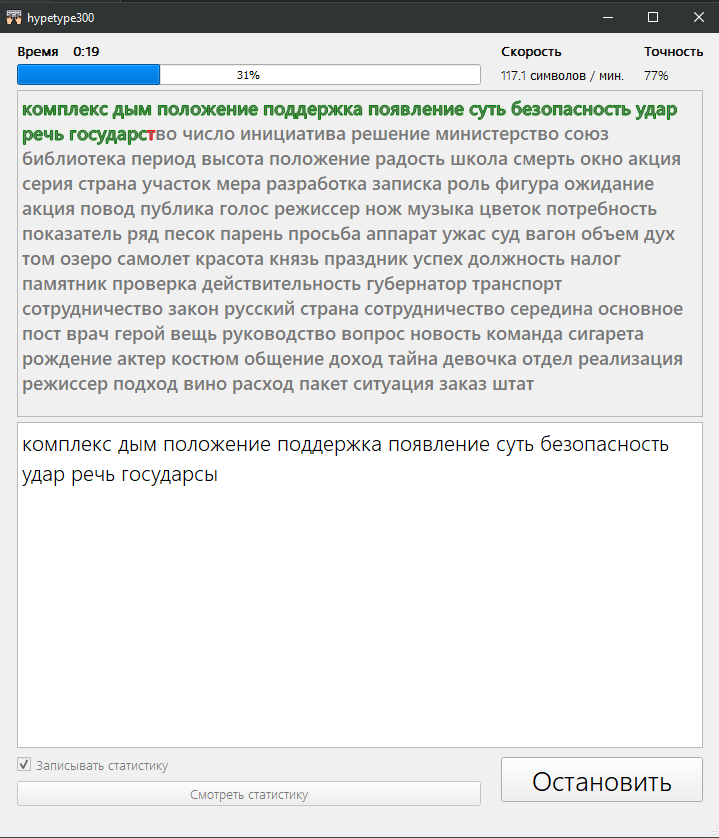 hypetype300
Время 0:19
Скорость
Точность
31%
117.1 символов / мин.
77%
комплекс дым положение поддержка появление суть безопасность удар
речь государство число инициатива решение министерство союз
библиотека период высота положение радость школа смерть окно акция
серия страна участок мера разработка записка роль фигура ожидание
акция повод публика голос режиссер нож музыка цветок потребность
показатель ряд песок парень просьба аппарат ужас суд вагон объем дух
том озеро самолет красота князь праздник успех должность налог
памятник проверка действительность губернатор транспорт
сотрудничество закон русский страна сотрудничество середина основное
пост врач герой вещь руководство вопрос новость команда сигарета
рождение актер костюм общение доход тайна девочка отдел реализация
режиссер подход вино расход пакет ситуация заказ штат
комплекс дым положение поддержка появление суть безопасность
удар речь государсы
Записывать статистику
Смотреть статистику
Остановить